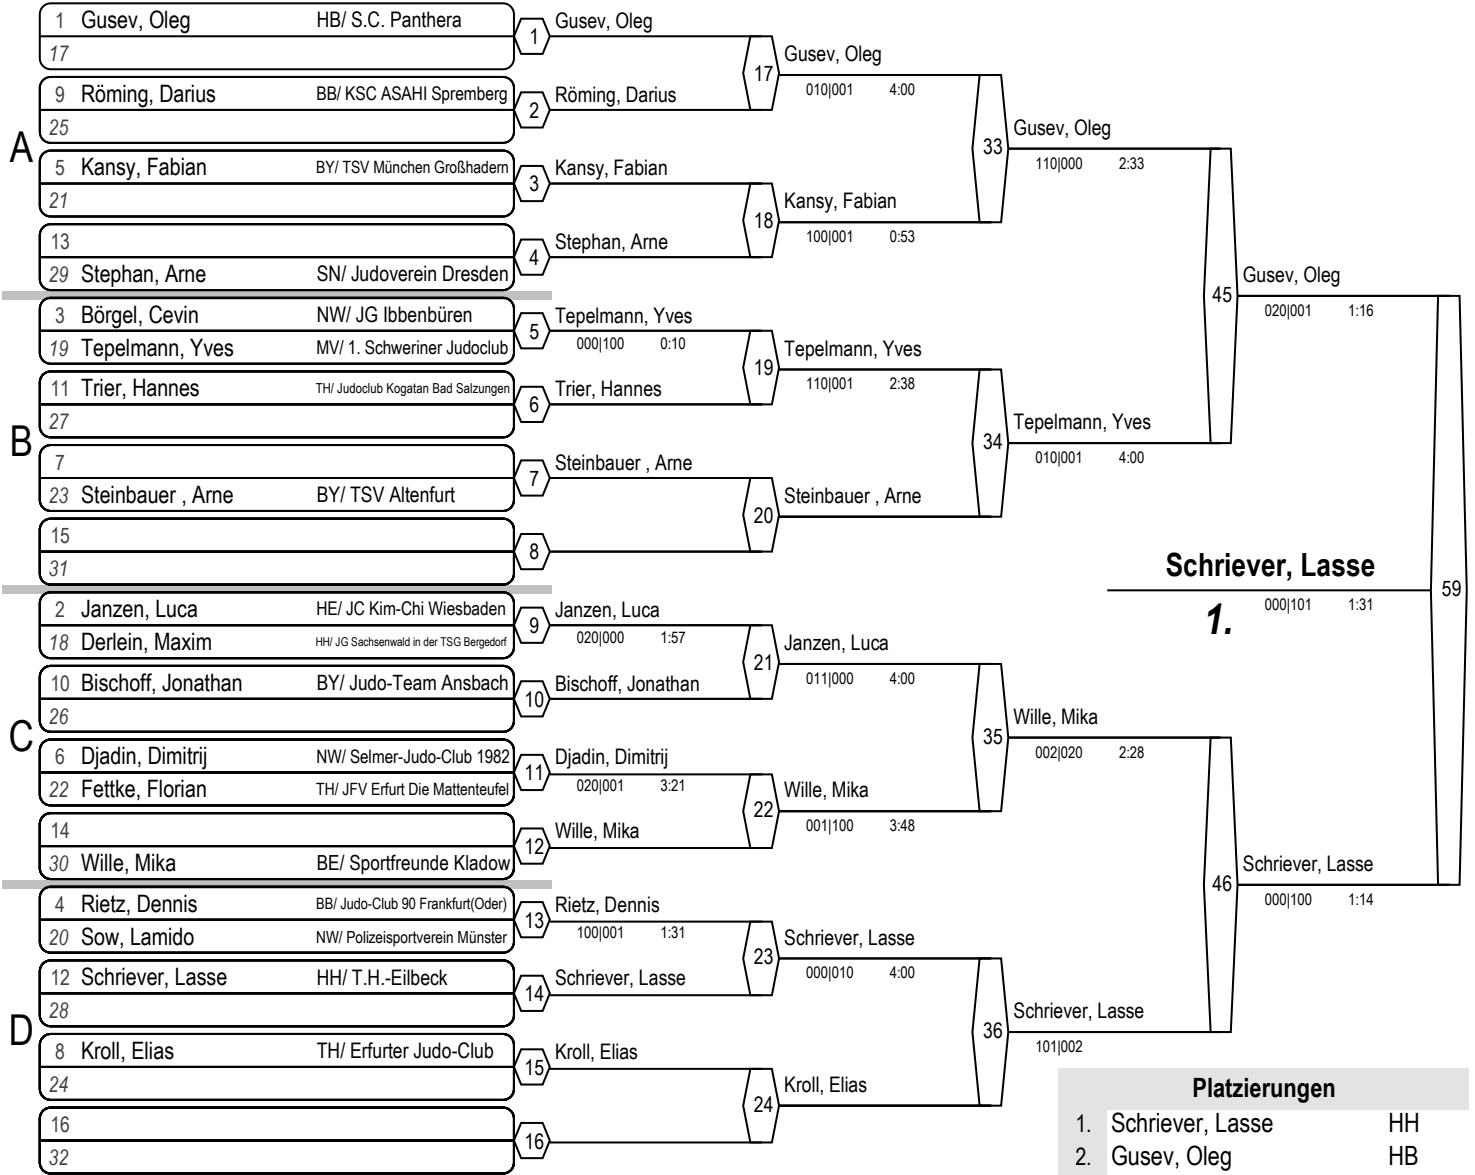 1 Gusev, Oleg HB/ S.C. Panthera
17
1
Gusev, Oleg
9 Röming, Darius BB/ KSC ASAHI Spremberg
25
2
Röming, Darius
A
5 Kansy, Fabian BY/ TSV München Großhadern
21
3
Kansy, Fabian
13
29 Stephan, Arne SN/ Judoverein Dresden
4
Stephan, Arne
3 Börgel, Cevin NW/ JG Ibbenbüren
19 Tepelmann, Yves MV/ 1. Schweriner Judoclub
5
Tepelmann, Yves
000|100 0:10
11 Trier, Hannes TH/ Judoclub Kogatan Bad Salzungen
27
6
Trier, Hannes
B
7
23 Steinbauer , Arne BY/ TSV Altenfurt
7
Steinbauer , Arne
15
31
8
2 Janzen, Luca HE/ JC Kim-Chi Wiesbaden
18 Derlein, Maxim HH/ JG Sachsenwald in der TSG Bergedorf
9
Janzen, Luca
020|000 1:57
10 Bischoff, Jonathan BY/ Judo-Team Ansbach
26
10
Bischoff, Jonathan
C
6 Djadin, Dimitrij NW/ Selmer-Judo-Club 1982
22 Fettke, Florian TH/ JFV Erfurt Die Mattenteufel
11
Djadin, Dimitrij
020|001 3:21
14
30 Wille, Mika BE/ Sportfreunde Kladow
12
Wille, Mika
4 Rietz, Dennis BB/ Judo-Club 90 Frankfurt(Oder)
20 Sow, Lamido NW/ Polizeisportverein Münster
13
Rietz, Dennis
100|001 1:31
12 Schriever, Lasse HH/ T.H.-Eilbeck
28
14
Schriever, Lasse
D
8 Kroll, Elias TH/ Erfurter Judo-Club
24
15
Kroll, Elias
16
32
16
17
Gusev, Oleg
010|001 4:00
18
Kansy, Fabian
100|001 0:53
19
Tepelmann, Yves
110|001 2:38
20
Steinbauer , Arne
21
Janzen, Luca
011|000 4:00
22
Wille, Mika
001|100 3:48
23
Schriever, Lasse
000|010 4:00
24
Kroll, Elias
33
Gusev, Oleg
110|000 2:33
34
Tepelmann, Yves
010|001 4:00
35
Wille, Mika
002|020 2:28
36
Schriever, Lasse
101|002
45
Gusev, Oleg
020|001 1:16
46
Schriever, Lasse
000|100 1:14
59
Schriever, Lasse
1. 000|101 1:31
Platzierungen
1. Schriever, Lasse HH
2. Gusev, Oleg HB